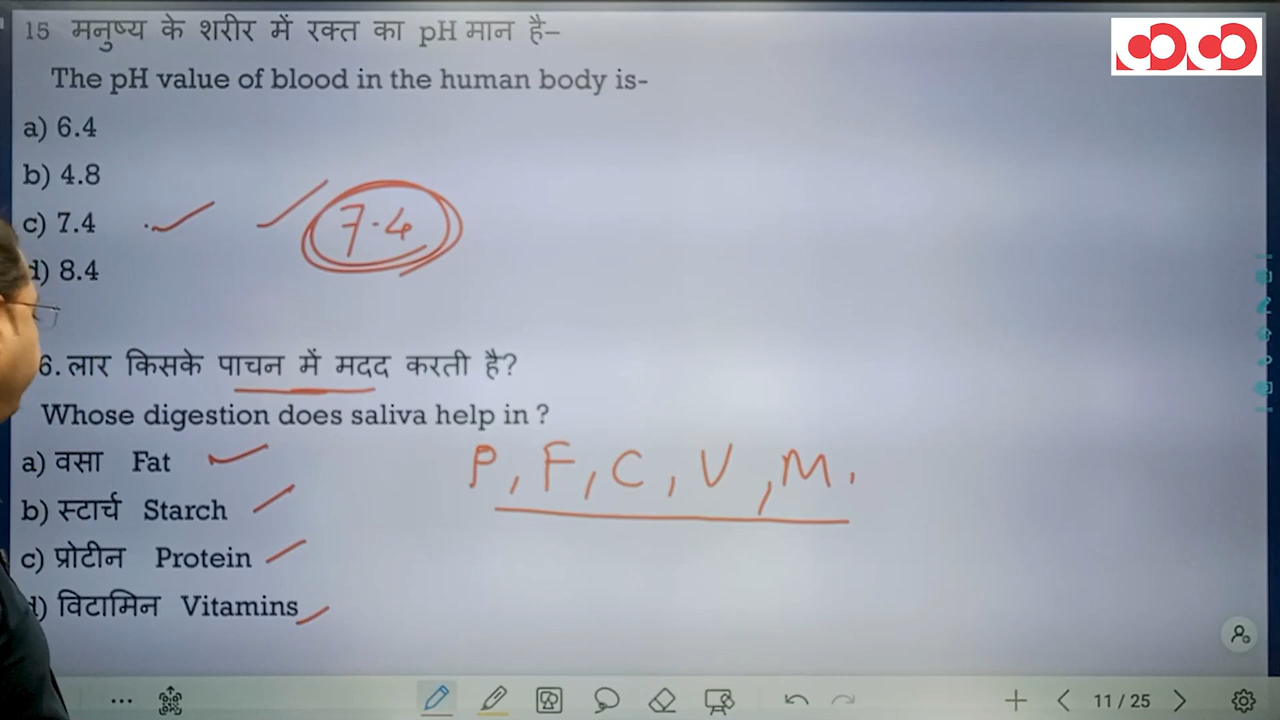 15 मनुष्य के शरीर में रक्त का pH मान है–
The pH value of blood in the human body is-
a) 6.4
b) 4.8
c) 7.4
7.4
d) 8.4
6. लार किसके पाचन में मदद करती है?
Whose digestion does saliva help in ?
a) वसा Fat
P, F, C, V, M.
b) स्टार्च Starch
c) प्रोटीन Protein
d) विटामिन Vitamins
11 / 25